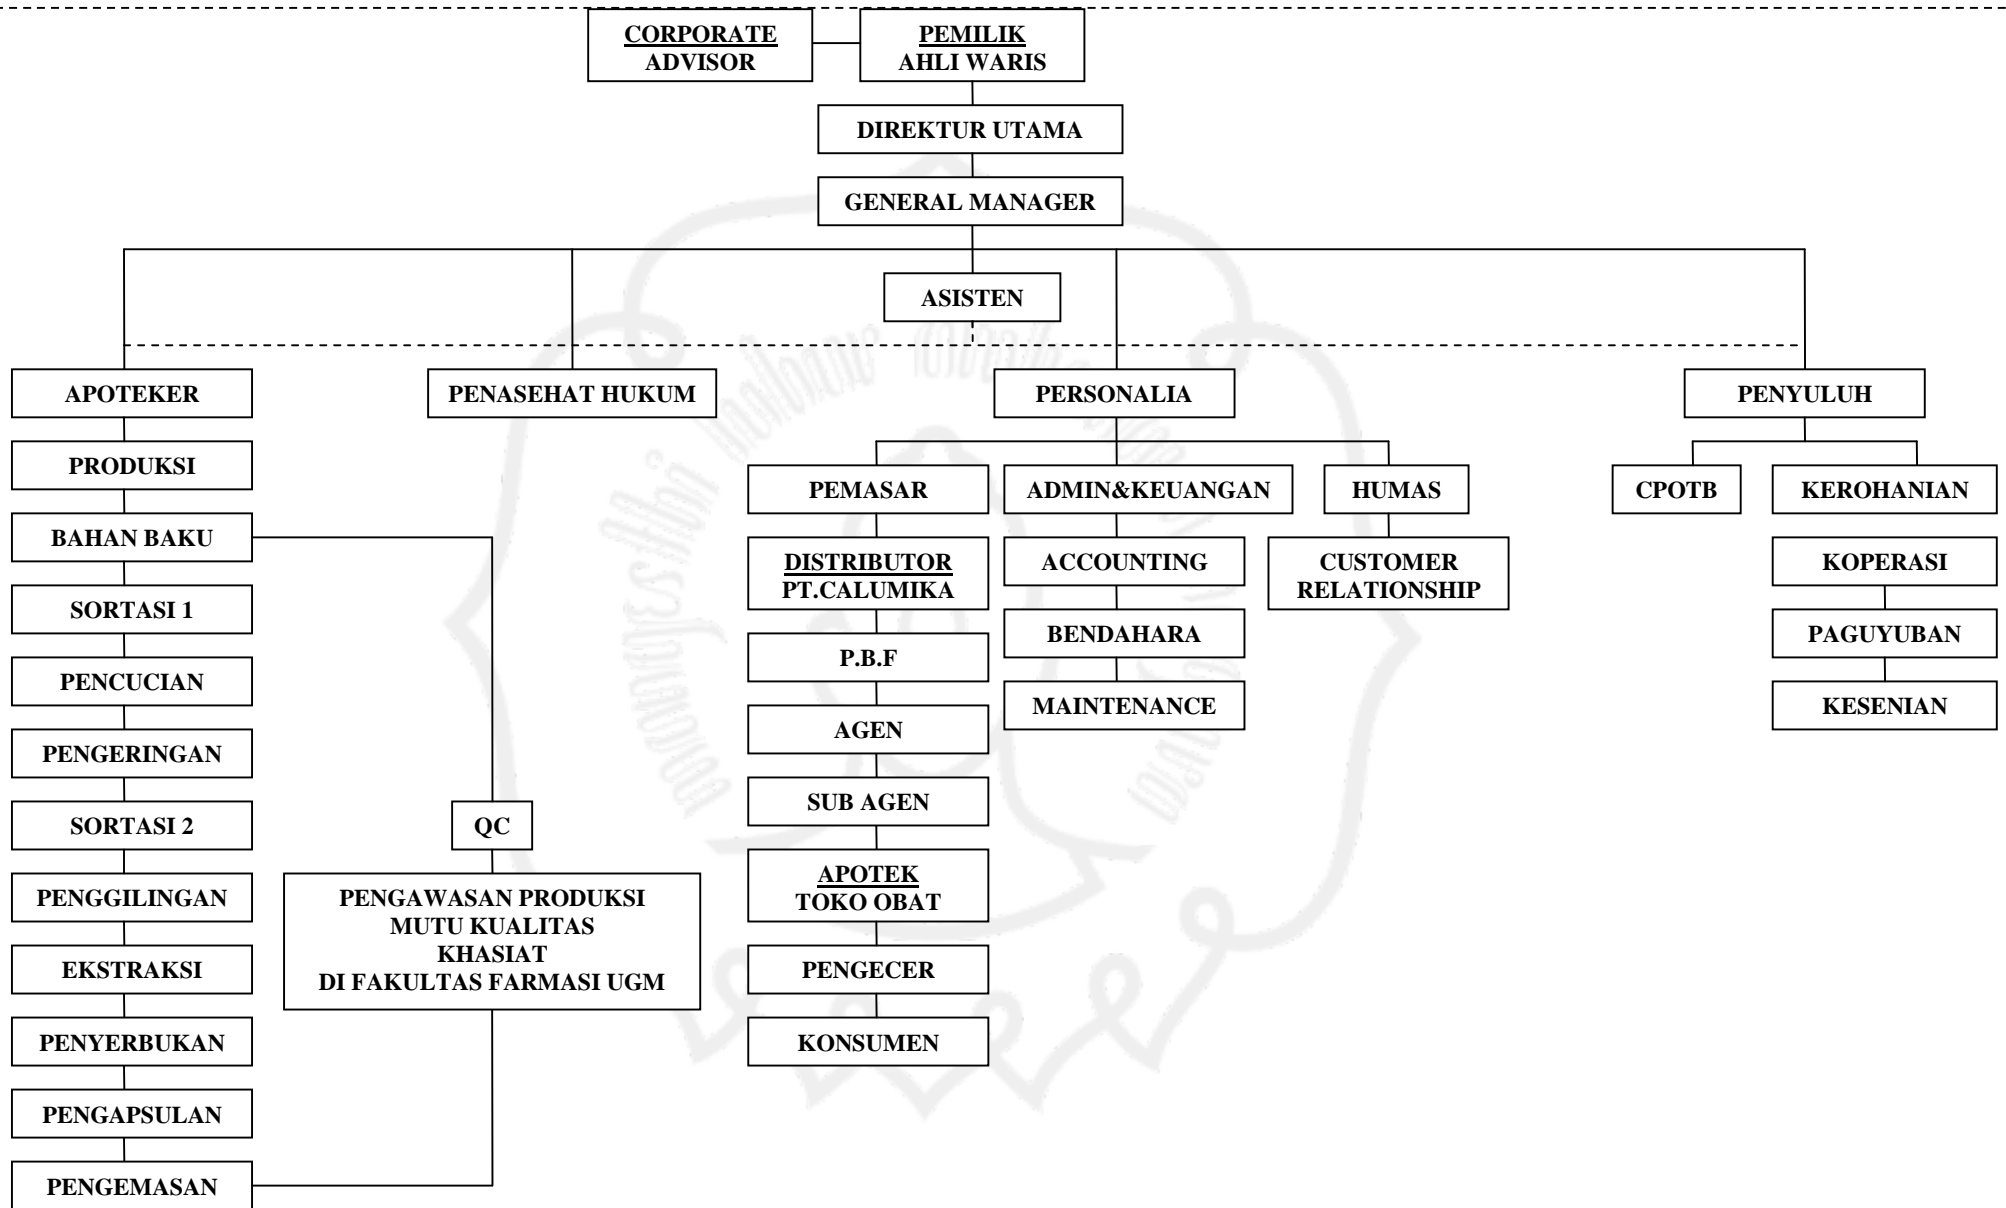 CORPORATE
ADVISOR
PEMILIK
AHLI WARIS
DIREKTUR UTAMA
GENERAL MANAGER
ASISTEN
APOTEKER
PENASEHAT HUKUM
PERSONALIA
PENYULUH
PRODUKSI
BAHAN BAKU
SORTASI 1
PENCUCIAN
PENGERINGAN
SORTASI 2
PENGGILINGAN
EKSTRAKSI
PENYERBUKAN
PENGAPSULAN
PENGEMASAN
QC
PENGAWASAN PRODUKSI
MUTU KUALITAS
KHASIAT
DI FAKULTAS FARMASI UGM
PEMASAR
DISTRIBUTOR
PT.CALUMIKA
P.B.F
AGEN
SUB AGEN
APOTEK
TOKO OBAT
PENGECER
KONSUMEN
ADMIN&KEUANGAN
ACCOUNTING
BENDAHARA
MAINTENANCE
HUMAS
CUSTOMER
RELATIONSHIP
CPOTB
KEROHANIAN
KOPERASI
PAGUYUBAN
KESENIAN